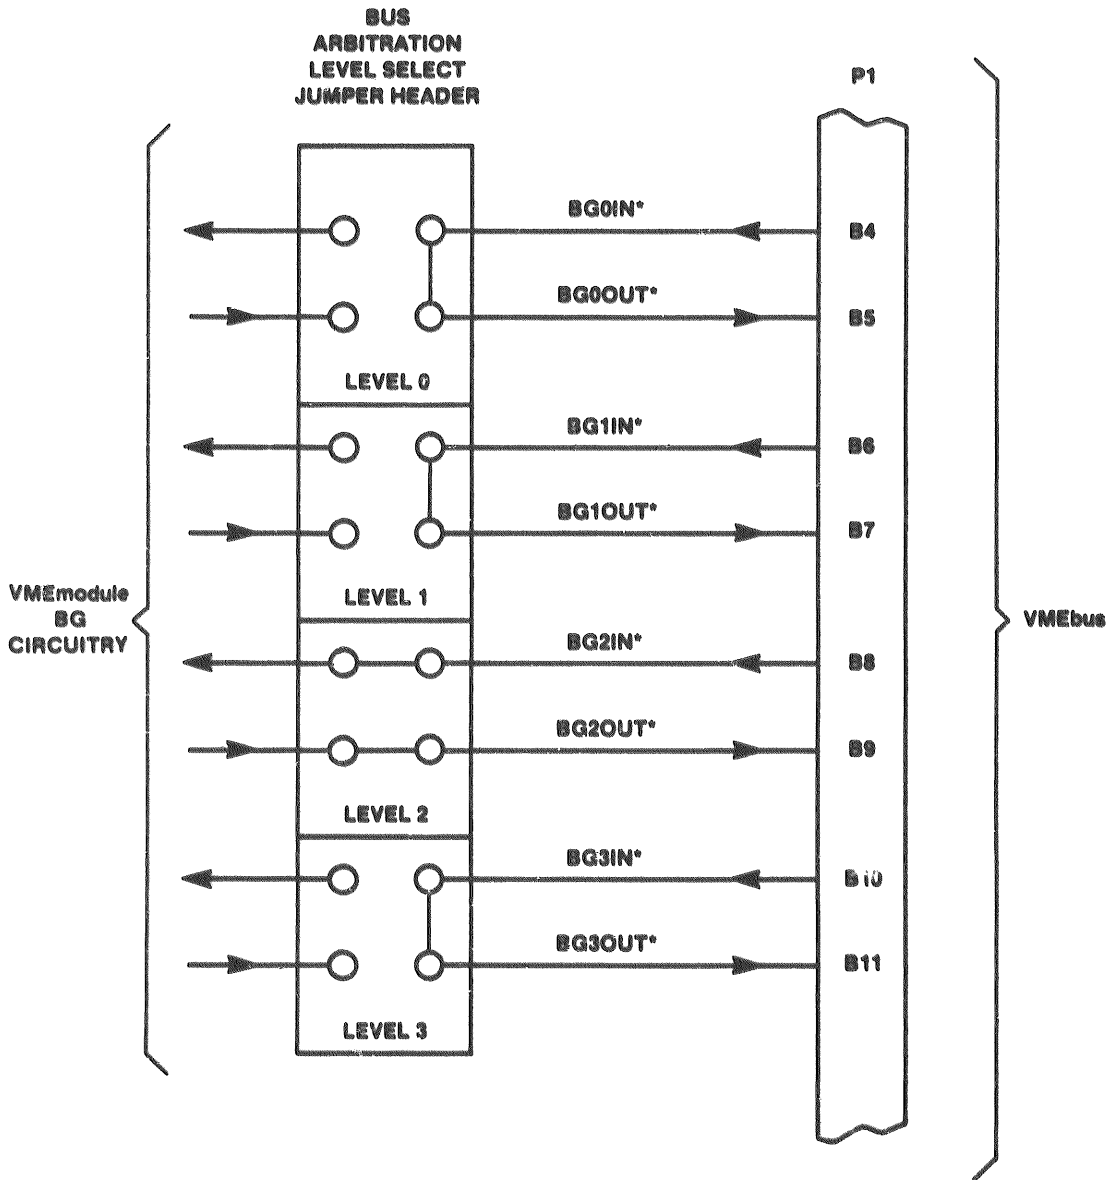 BUS
ARBITRATION
LEVEL SELECT
JUMPER HEADER
P1
BG0IN*
B4
BG0OUT*
B5
LEVEL 0
BG1IN*
B6
BG1OUT*
B7
LEVEL 1
VMEmodule
BG
CIRCUITRY
VMEbus
BG2IN*
B8
BG2OUT*
B9
LEVEL 2
BG3IN*
B10
BG3OUT*
B11
LEVEL 3